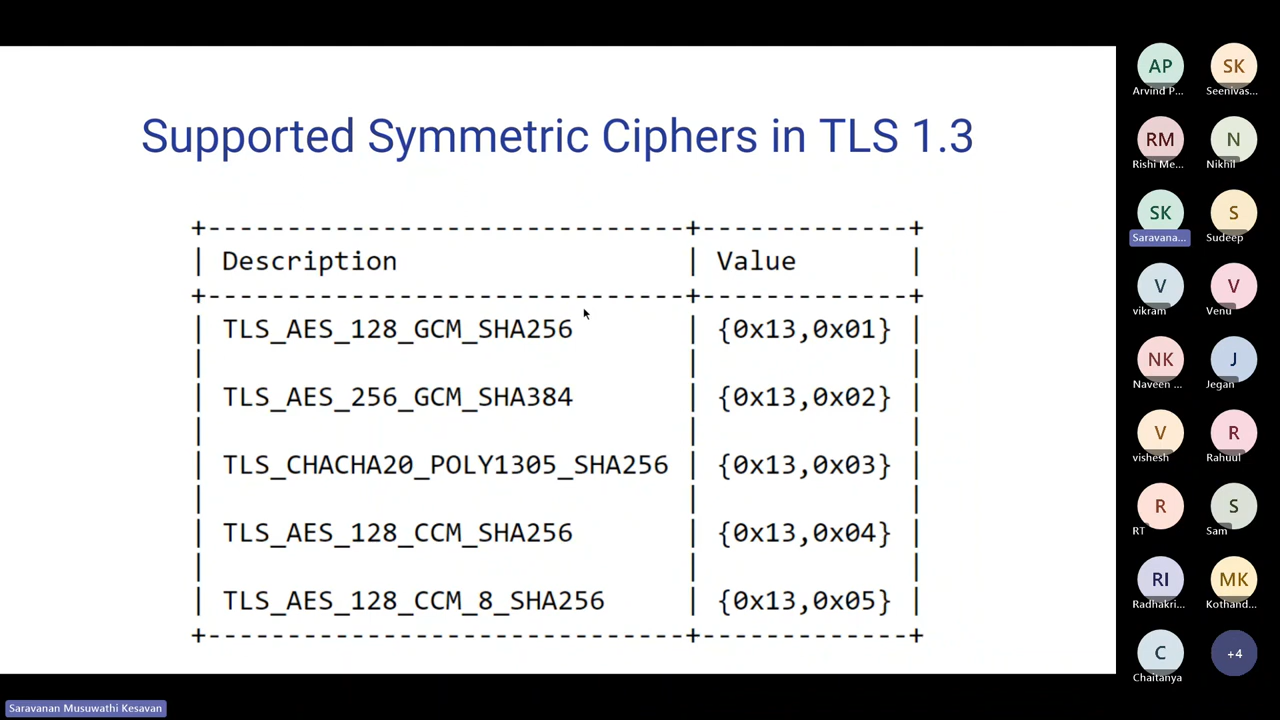 Supported Symmetric Ciphers in TLS 1.3
+------------------------------+-------------+
| Description                  | Value       |
+------------------------------+-------------+
| TLS_AES_128_GCM_SHA256       | {0x13,0x01} |
|                              |             |
| TLS_AES_256_GCM_SHA384       | {0x13,0x02} |
|                              |             |
| TLS_CHACHA20_POLY1305_SHA256 | {0x13,0x03} |
|                              |             |
| TLS_AES_128_CCM_SHA256       | {0x13,0x04} |
|                              |             |
| TLS_AES_128_CCM_8_SHA256     | {0x13,0x05} |
+------------------------------+-------------+
AP
Arvind P...
SK
Seenivas...
RM
Rishi Me...
N
Nikhil
SK
Saravana...
S
Sudeep
V
vikram
V
Venu
NK
Naveen ...
J
Jegan
V
vishesh
R
Rahuul
R
RT
S
Sam
RI
Radhakri...
MK
Kothand...
C
Chaitanya
+4
Saravanan Musuwathi Kesavan